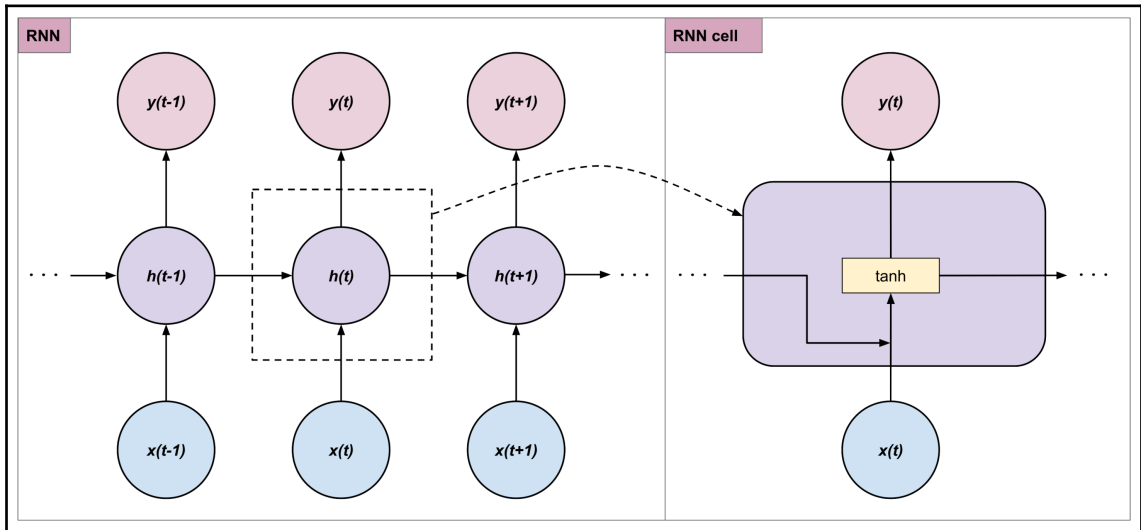 RNN
RNN cell
y(t-1)
y(t)
y(t+1)
y(t)
· · ·
h(t-1)
h(t)
h(t+1)
· · ·
· · ·
tanh
· · ·
x(t-1)
x(t)
x(t+1)
x(t)